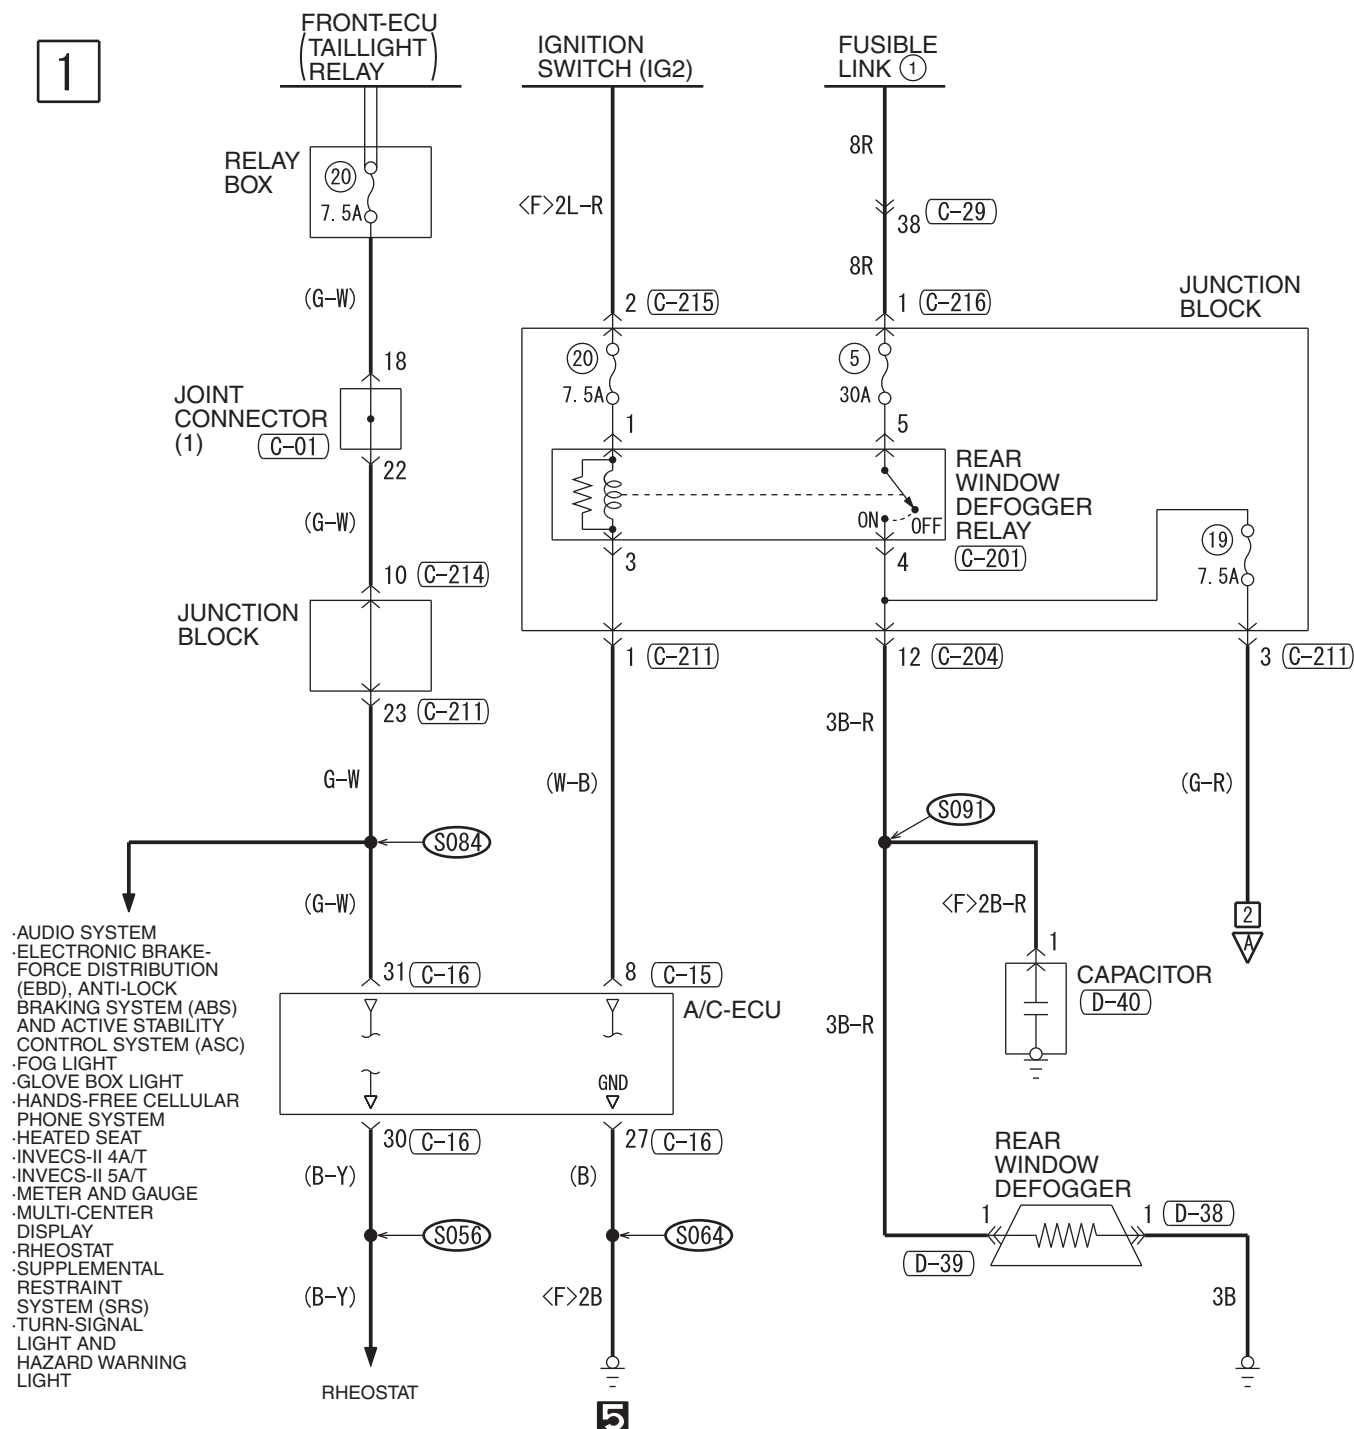 1
FRONT-ECU
(TAILLIGHT
RELAY)
IGNITION
SWITCH (IG2)
FUSIBLE
LINK ①
RELAY
BOX
20
7.5A
8R
<F>2L-R
38 C-29
8R
(G-W)
2 C-215
1 C-216
JUNCTION
BLOCK
18
20
7.5A
5
30A
JOINT
CONNECTOR
(1) C-01
22
1
5
REAR
WINDOW
DEFOGGER
RELAY
C-201
ON
OFF
(G-W)
3
4
19
7.5A
10 C-214
JUNCTION
BLOCK
23 C-211
1 C-211
12 C-204
3 C-211
3B-R
G-W
(W-B)
(G-R)
S084
S091
(G-W)
<F>2B-R
2
A
·AUDIO SYSTEM
·ELECTRONIC BRAKE-
FORCE DISTRIBUTION
(EBD), ANTI-LOCK
BRAKING SYSTEM (ABS)
AND ACTIVE STABILITY
CONTROL SYSTEM (ASC)
·FOG LIGHT
·GLOVE BOX LIGHT
·HANDS-FREE CELLULAR
PHONE SYSTEM
·HEATED SEAT
·INVECS-II 4A/T
·INVECS-II 5A/T
·METER AND GAUGE
·MULTI-CENTER
DISPLAY
·RHEOSTAT
·SUPPLEMENTAL
RESTRAINT
SYSTEM (SRS)
·TURN-SIGNAL
LIGHT AND
HAZARD WARNING
LIGHT
31 C-16
8 C-15
A/C-ECU
1
CAPACITOR
D-40
3B-R
GND
30 C-16
27 C-16
(B-Y)
(B)
REAR
WINDOW
DEFOGGER
1
1 D-38
D-39
S056
S064
(B-Y)
<F>2B
3B
RHEOSTAT
5